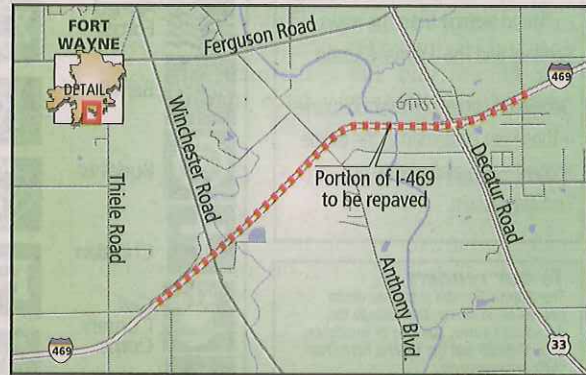 FORT
WAYNE
DETAIL
Ferguson Road
469
Winchester Road
Thiele Road
Portion of I-469
to be repaved
Decatur Road
Anthony Blvd.
469
33